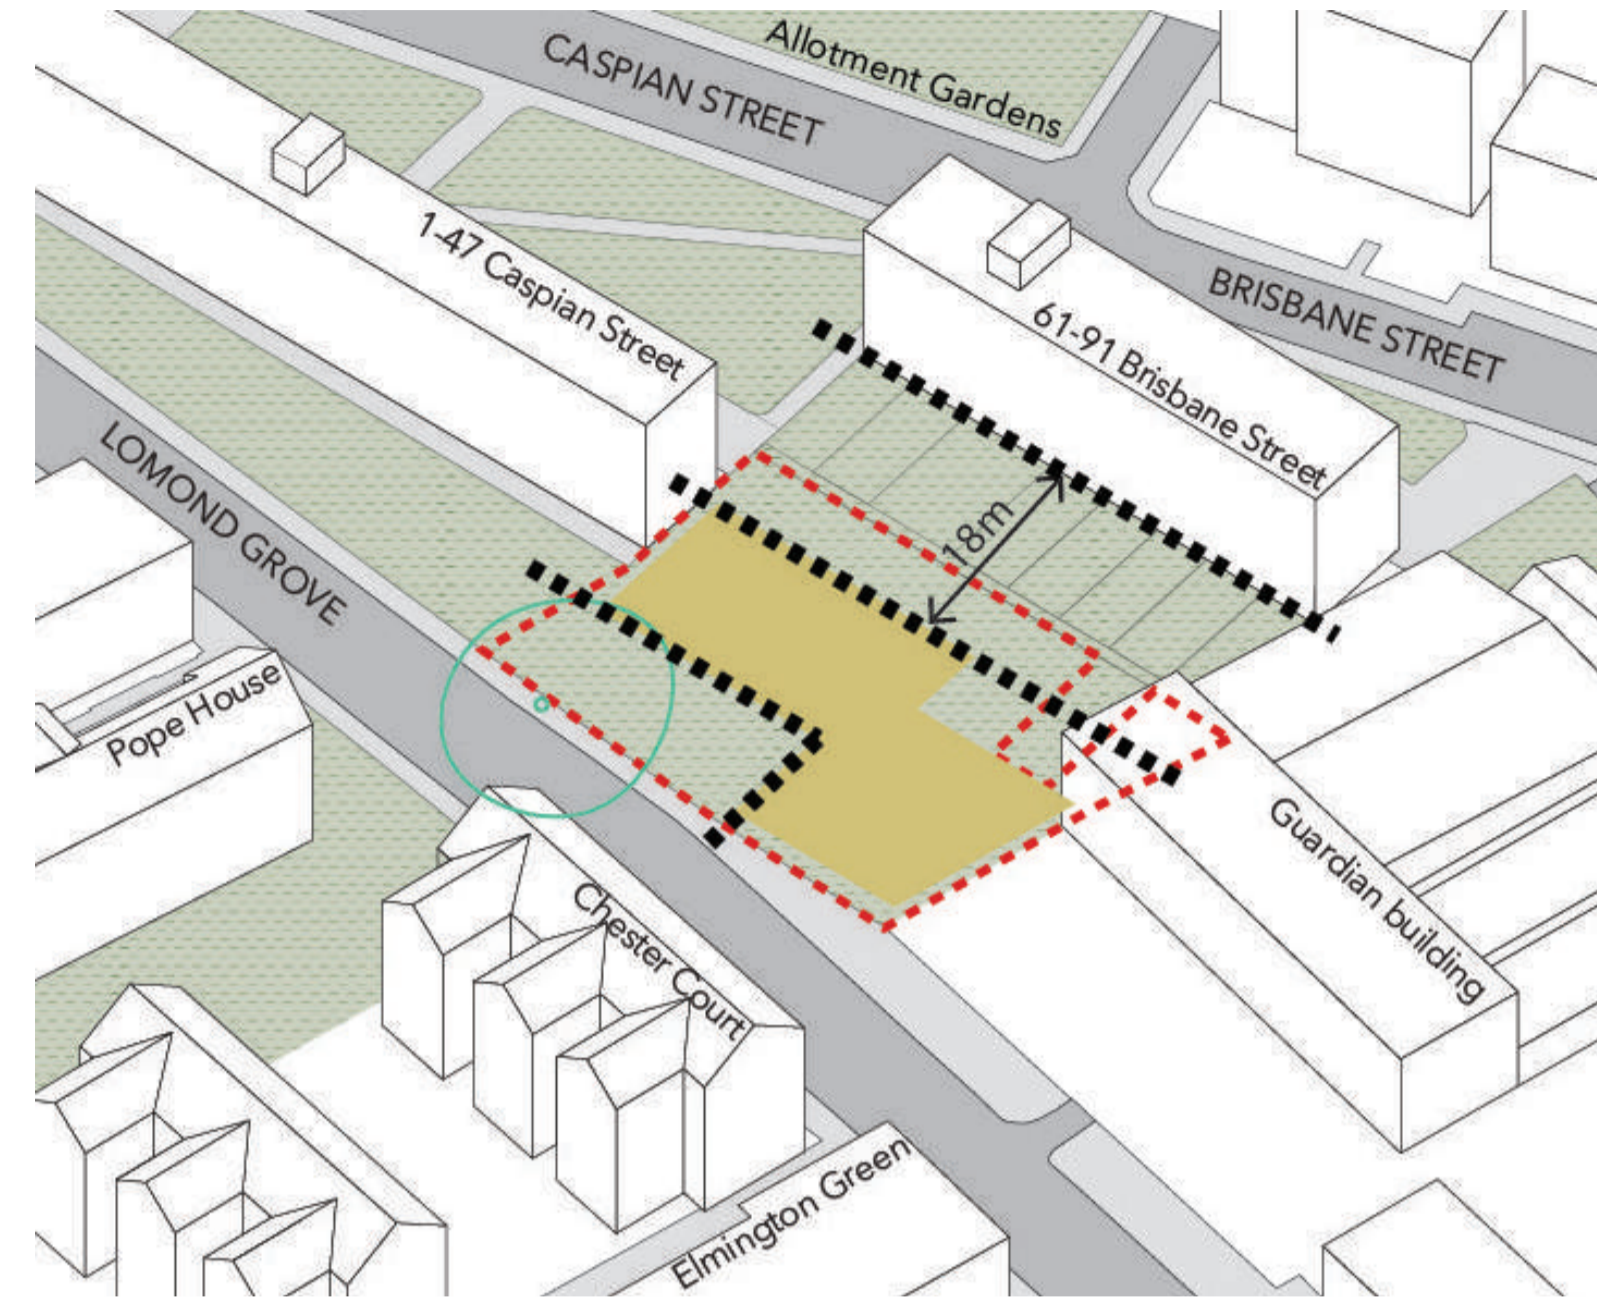 Allotment Gardens
CASPIAN STREET
1-47 Caspian Street
BRISBANE STREET
61-91 Brisbane Street
LOMOND GROVE
18m
Pope House
Guardian building
Chester Court
Elmington Green